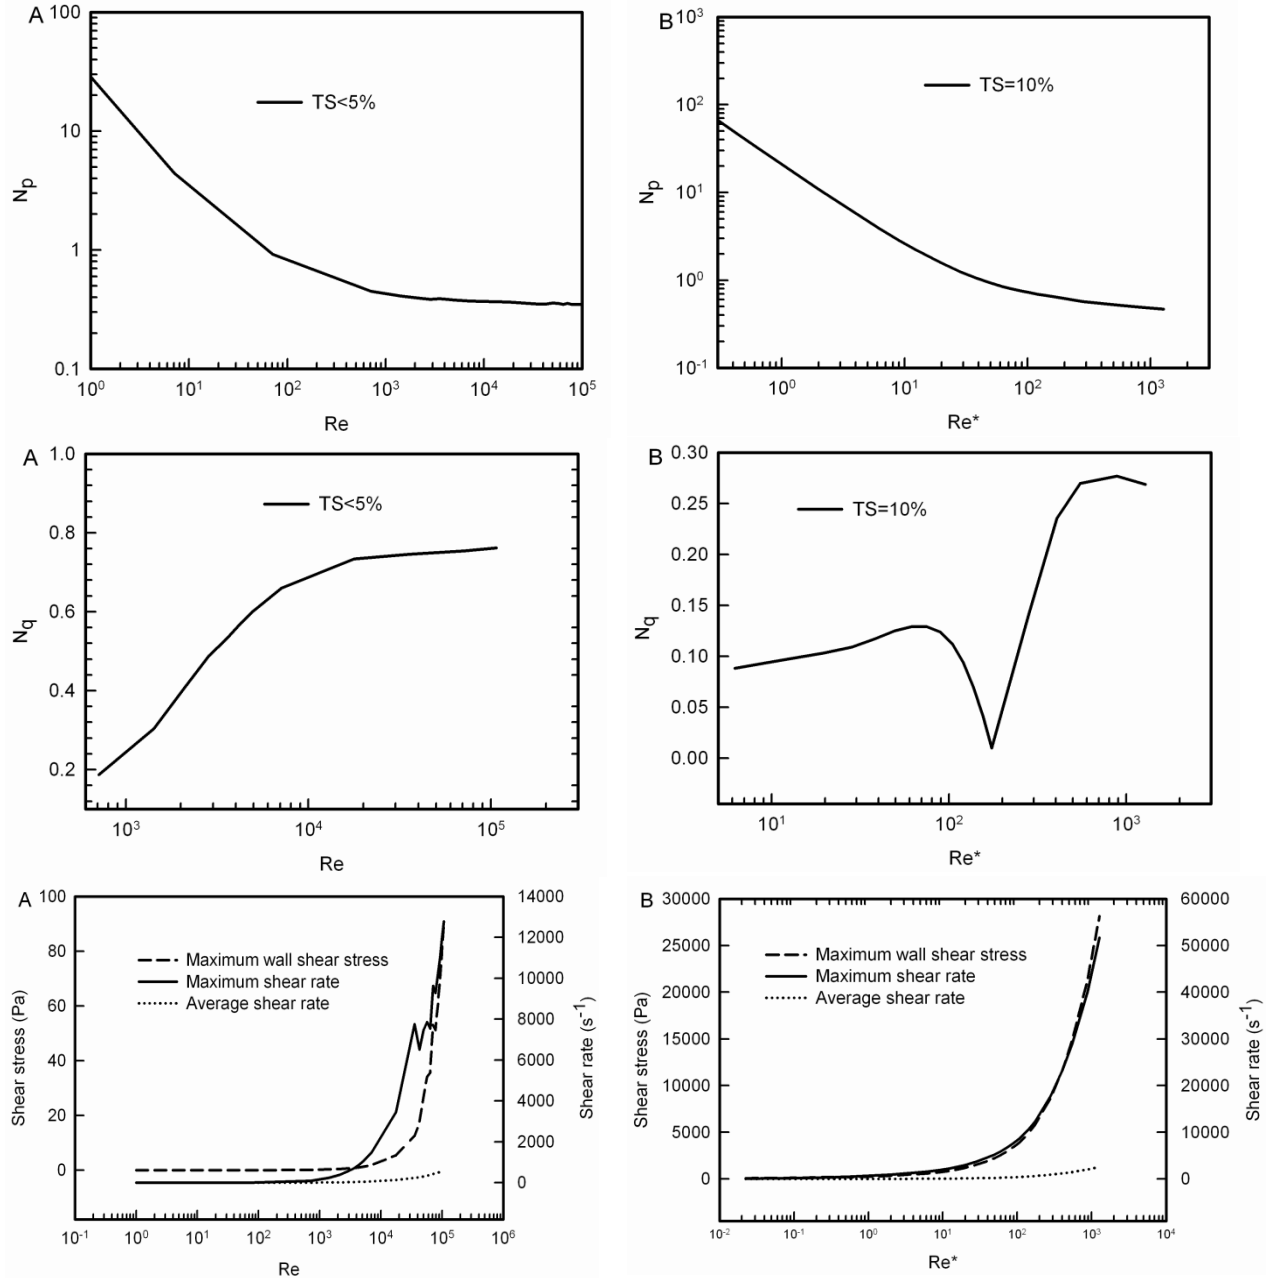 A
100
10
1
0.1
N_p
TS<5%
10^0 10^1 10^2 10^3 10^4 10^5
Re
B
10^3
10^2
10^1
10^0
10^-1
N_p
TS=10%
10^0 10^1 10^2 10^3
Re*
A
1.0
0.8
0.6
0.4
0.2
N_q
TS<5%
10^3 10^4 10^5
Re
B
0.30
0.25
0.20
0.15
0.10
0.05
0.00
N_q
TS=10%
10^1 10^2 10^3
Re*
A
100
80
60
40
20
0
Shear stress (Pa)
Maximum wall shear stress
Maximum shear rate
Average shear rate
14000
12000
10000
8000
6000
4000
2000
0
Shear rate (s^-1)
10^-1 10^0 10^1 10^2 10^3 10^4 10^5 10^6
Re
B
30000
25000
20000
15000
10000
5000
0
Shear stress (Pa)
Maximum wall shear stress
Maximum shear rate
Average shear rate
60000
50000
40000
30000
20000
10000
0
Shear rate (s^-1)
10^-2 10^-1 10^0 10^1 10^2 10^3 10^4
Re*